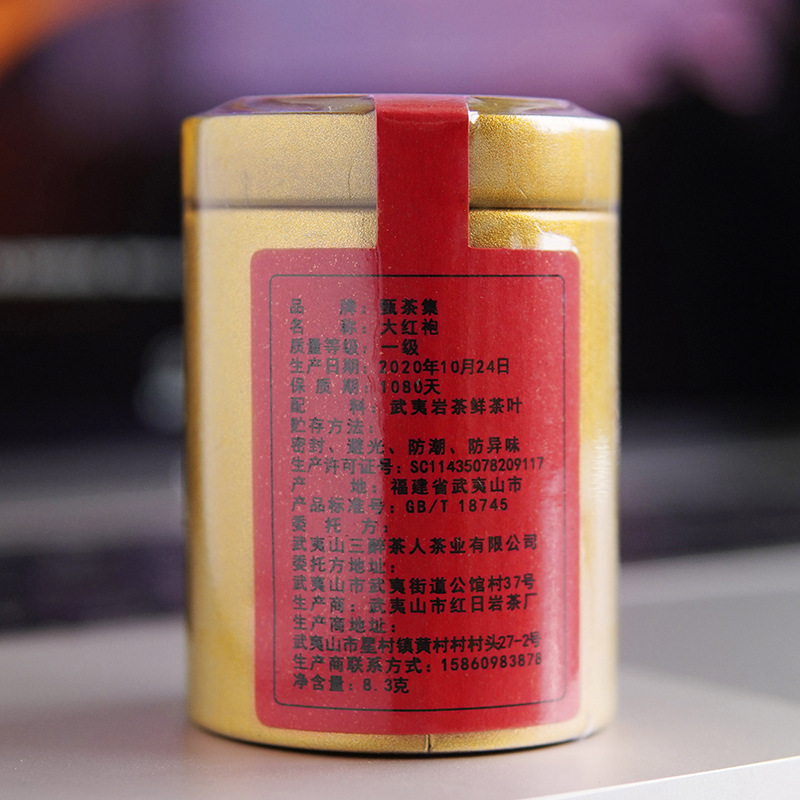 品 牌：甄茶集
名 称：大红袍
质量等级：一级
生产日期：2020年10月24日
保 质 期：1080天
配 料：武夷岩茶鲜茶叶
贮存方法：
密封、避光、防潮、防异味
生产许可证号：SC11435078209117
产 地：福建省武夷山市
产品标准号：GB/T 18745
委 托 方：
武夷山三醉茶人茶业有限公司
委托方地址：
武夷山市武夷街道公馆村37号
生产商：武夷山市红日岩茶厂
生产商地址：
武夷山市星村镇黄村村村头27-2号
生产商联系方式：15860983878
净含量：8.3克